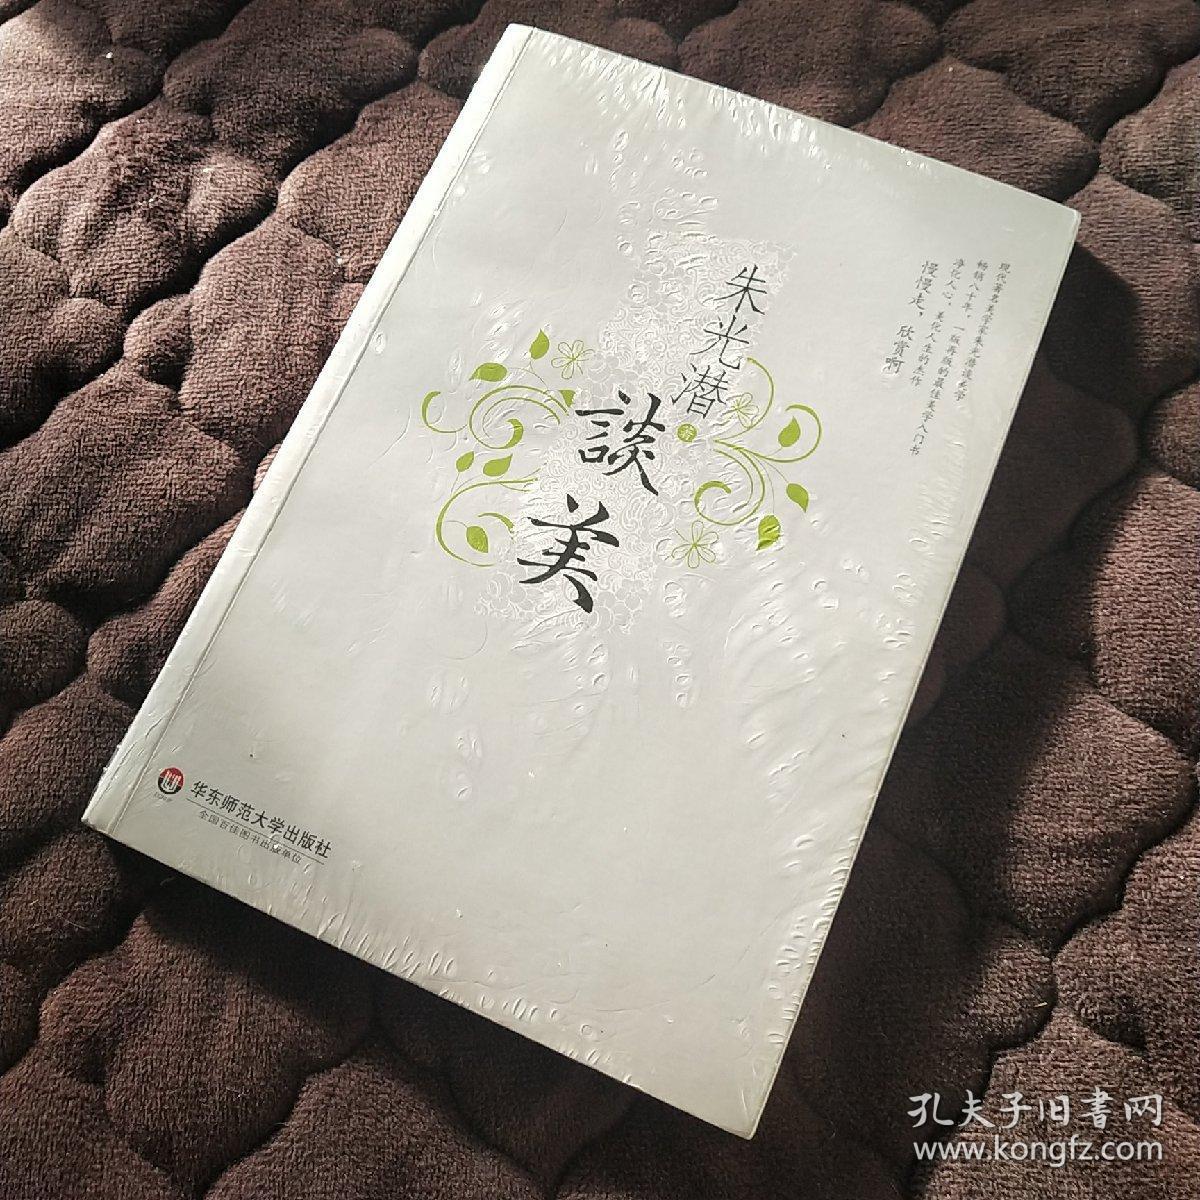 现代著名美学家朱光潜谈美学
畅销八十年，一版再版的最佳美学入门书
净化人心，美化人生的杰作
慢慢走，欣赏啊
朱光潜
著
談美
华东师范大学出版社
全国百佳图书出版单位
孔夫子旧書网
www.kongfz.com